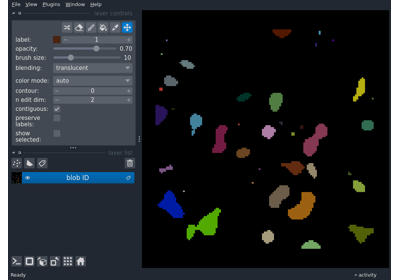 File View Plugins Window Help
layer controls
label: 1
opacity: 0.70
brush size: 10
blending: translucent
color mode: auto
contour: 0
n edit dim: 2
contiguous:
preserve
labels:
show
selected:
layer list
blob ID
Ready
activity